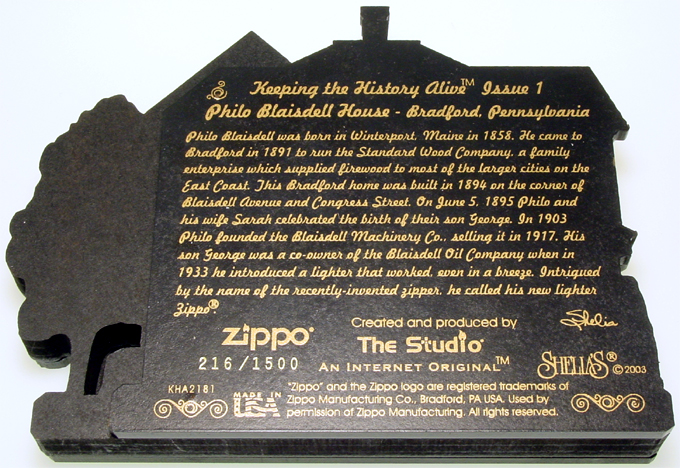 Keeping the History Alive™ Issue 1
Philo Blaisdell House - Bradford, Pennsylvania
Philo Blaisdell was born in Winterport, Maine in 1858. He came to
Bradford in 1891 to run the Standard Wood Company, a family
enterprise which supplied firewood to most of the larger cities on the
East Coast. This Bradford home was built in 1894 on the corner of
Blaisdell Avenue and Congress Street. On June 5, 1895 Philo and
his wife Sarah celebrated the birth of their son George. In 1903
Philo founded the Blaisdell Machinery Co., selling it in 1917. His
son George was a co-owner of the Blaisdell Oil Company when in
1933 he introduced a lighter that worked, even in a breeze. Intrigued
by the name of the recently-invented zipper, he called his new lighter
Zippo®.
zippo®
216/1500
Created and produced by
The Studio
AN INTERNET ORIGINAL™
Shelia
SHELIA'S® © 2003
KHA2181
MADE IN
USA
"Zippo" and the Zippo logo are registered trademarks of
Zippo Manufacturing Co., Bradford, PA USA. Used by
permission of Zippo Manufacturing. All rights reserved.